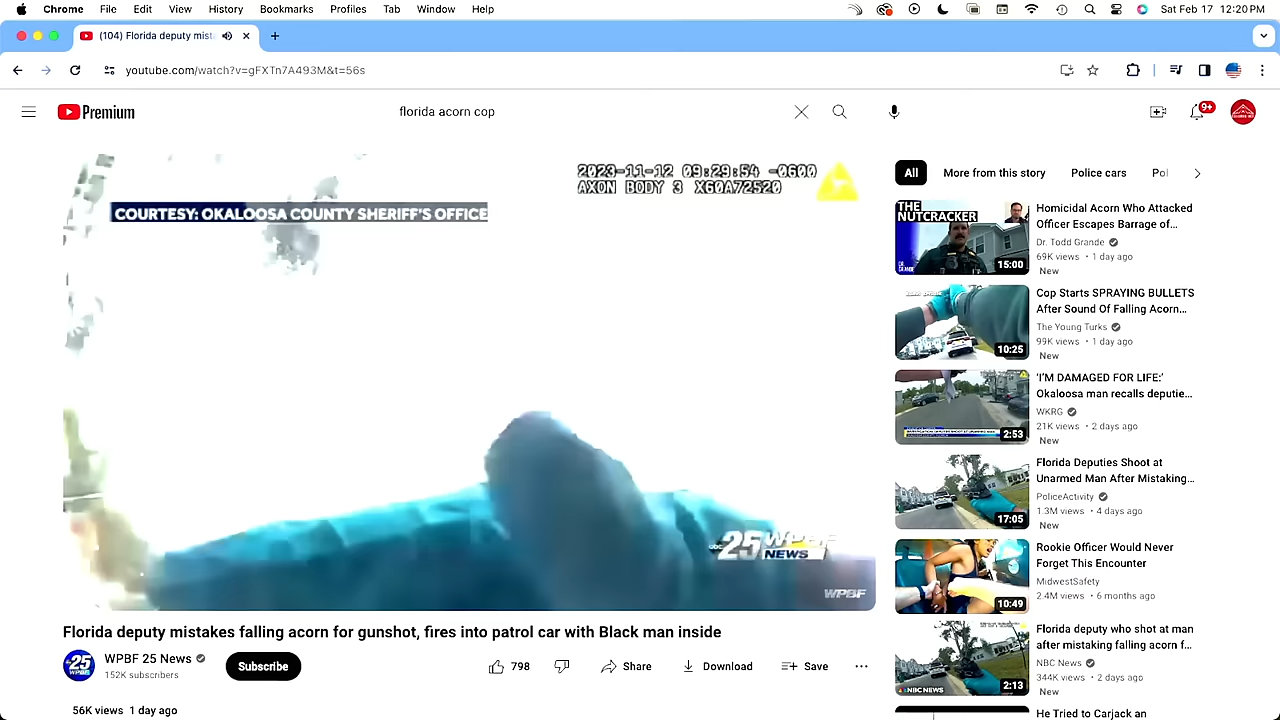 Chrome File Edit View History Bookmarks Profiles Tab Window Help Sat Feb 17 12:20 PM
(104) Florida deputy mist
youtube.com/watch?v=gFXTn7A493M&t=56s
Premium florida acorn cop 9+
2023-11-12 09:29:54 -0600
AXON BODY 3 X60A72520
COURTESY: OKALOOSA COUNTY SHERIFF'S OFFICE
abc 25 WPBF
NEWS
WPBF
Florida deputy mistakes falling acorn for gunshot, fires into patrol car with Black man inside
25
WPBF
WPBF 25 News
152K subscribers
Subscribe
798
Share
Download
Save
56K views 1 day ago
All More from this story Police cars Pol
THE
NUTCRACKER
DR.
GRANDE
15:00
Homicidal Acorn Who Attacked
Officer Escapes Barrage of...
Dr. Todd Grande
69K views • 1 day ago
New
10:25
Cop Starts SPRAYING BULLETS
After Sound Of Falling Acorn...
The Young Turks
99K views • 1 day ago
New
2:53
'I'M DAMAGED FOR LIFE:'
Okaloosa man recalls deputie...
WKRG
21K views • 2 days ago
New
17:05
Florida Deputies Shoot at
Unarmed Man After Mistaking...
PoliceActivity
1.3M views • 4 days ago
New
10:49
Rookie Officer Would Never
Forget This Encounter
MidwestSafety
2.4M views • 6 months ago
NBC NEWS
2:13
Florida deputy who shot at man
after mistaking falling acorn f...
NBC News
344K views • 2 days ago
New
He Tried to Carjack an